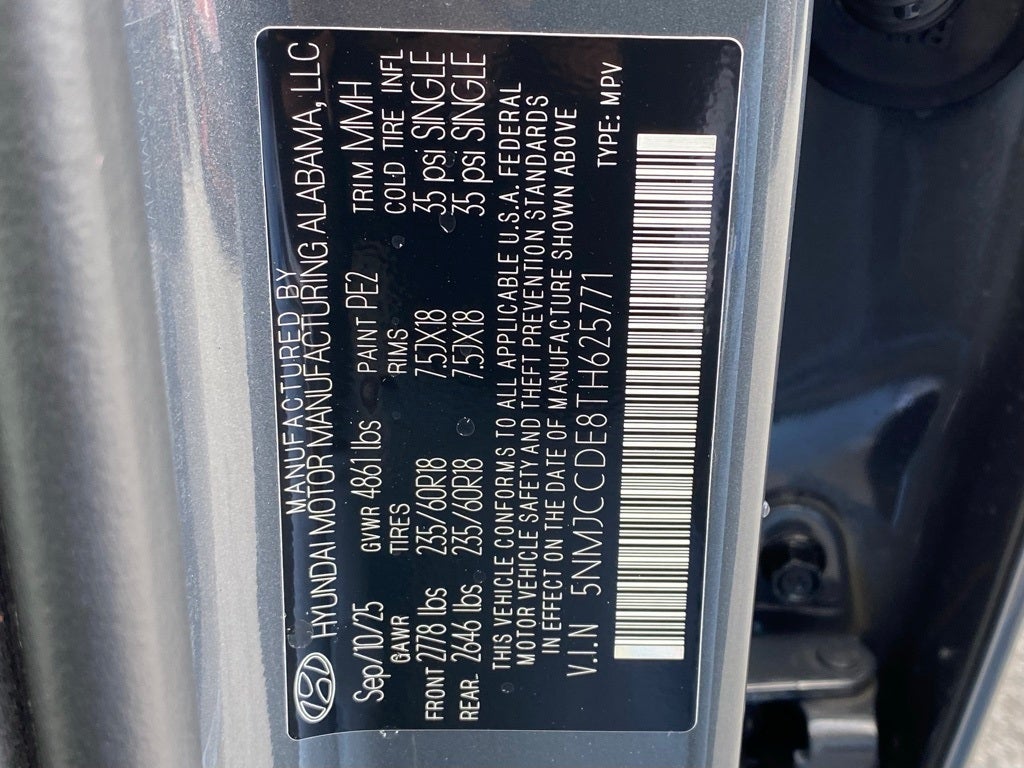 MANUFACTURED BY
HYUNDAI MOTOR MANUFACTURING ALABAMA, LLC
Sep/10/25 GVWR 4861 lbs PAINT PE2 TRIM MMH
GAWR TIRES RIMS COLD TIRE INFL
FRONT 2778 lbs 235/60R18 7.5JX18 35 psi SINGLE
REAR. 2646 lbs 235/60R18 7.5JX18 35 psi SINGLE
THIS VEHICLE CONFORMS TO ALL APPLICABLE U.S.A. FEDERAL
MOTOR VEHICLE SAFETY AND THEFT PREVENTION STANDARDS
IN EFFECT ON THE DATE OF MANUFACTURE SHOWN ABOVE
V.I.N 5NMJCCDE8TH625771 TYPE: MPV